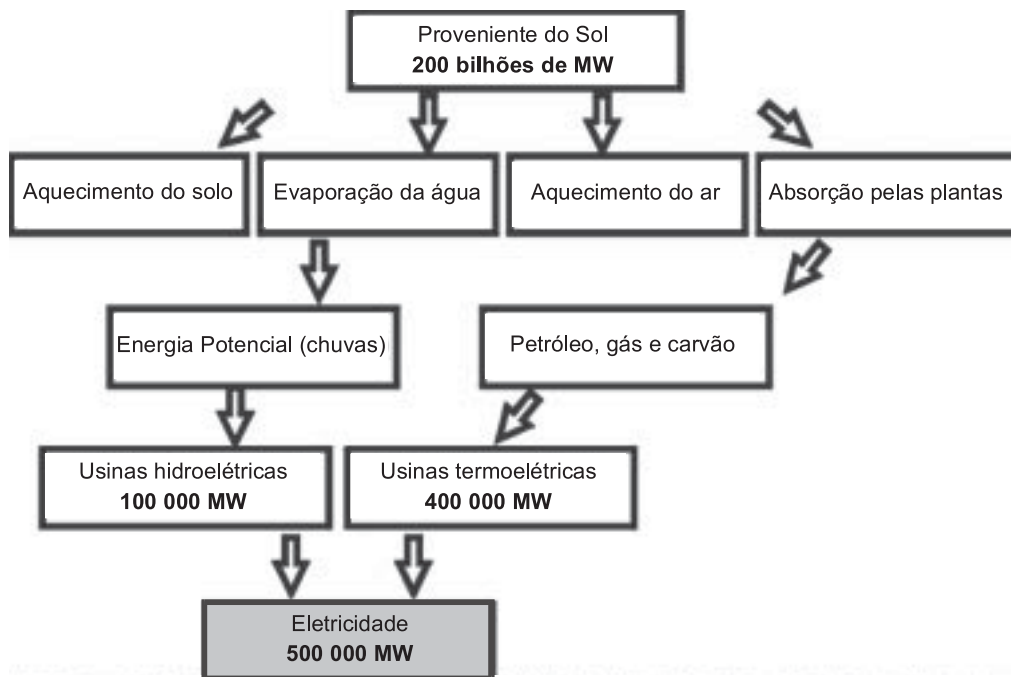 Proveniente do Sol
200 bilhões de MW
Aquecimento do solo
Evaporação da água
Aquecimento do ar
Absorção pelas plantas
Energia Potencial (chuvas)
Petróleo, gás e carvão
Usinas hidroelétricas
100 000 MW
Usinas termoelétricas
400 000 MW
Eletricidade
500 000 MW